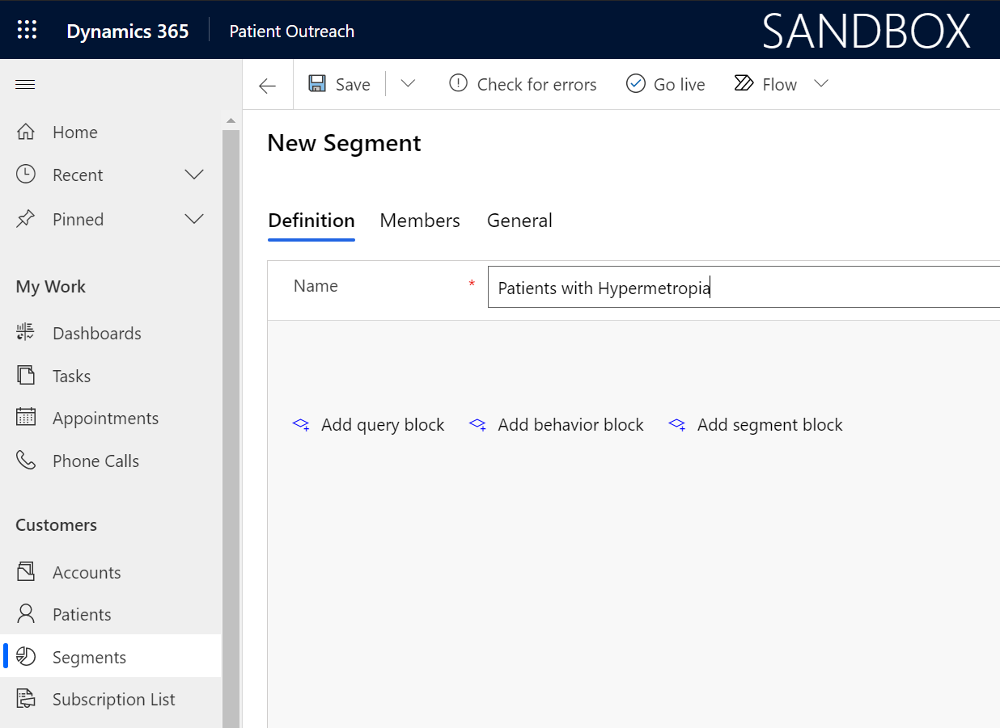 Dynamics 365 Patient Outreach SANDBOX
Save Check for errors Go live Flow
Home
Recent
Pinned
My Work
Dashboards
Tasks
Appointments
Phone Calls
Customers
Accounts
Patients
Segments
Subscription List
New Segment
Definition Members General
Name * Patients with Hypermetropia
Add query block Add behavior block Add segment block